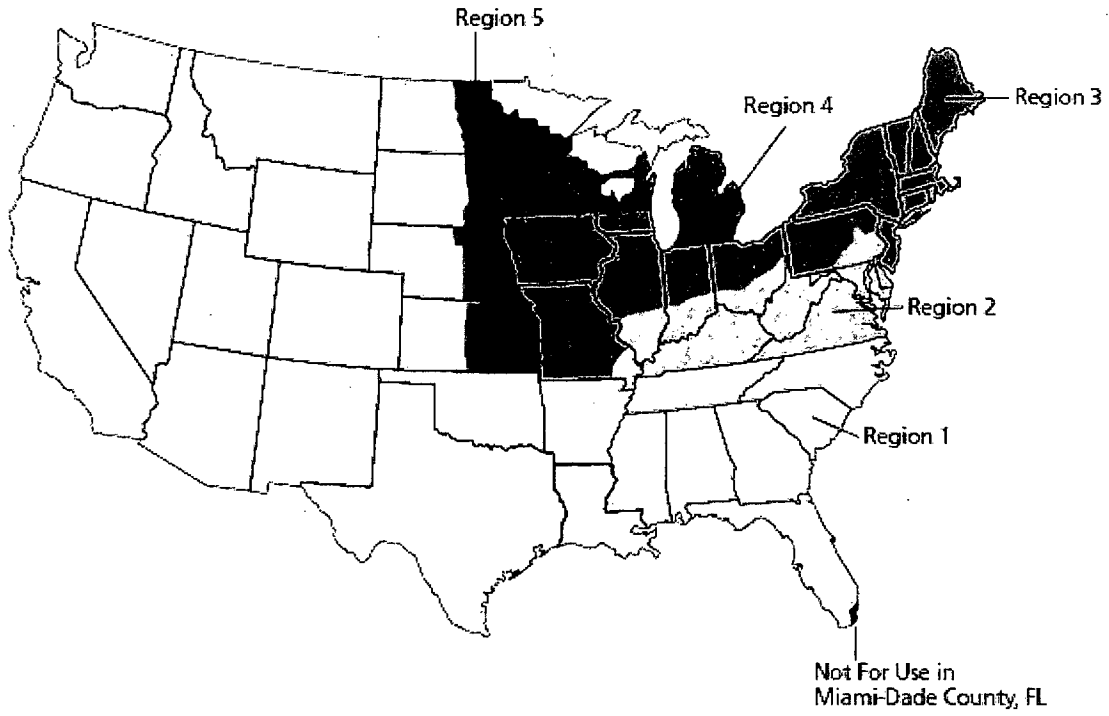 Region 5
Region 4
Region 3
Region 2
Region 1
Not For Use in
Miami-Dade County, FL